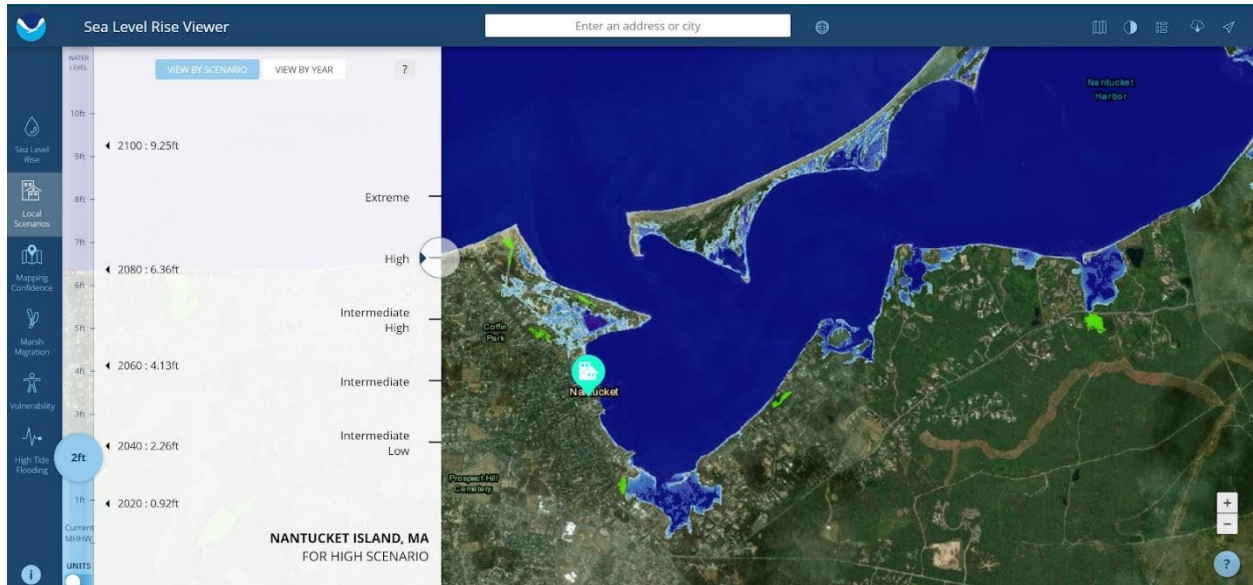 Sea Level Rise Viewer
Enter an address or city
WATER
LEVEL
VIEW BY SCENARIO
VIEW BY YEAR
?
10ft
9ft
8ft
7ft
6ft
5ft
4ft
3ft
2ft
1ft
Current
MHHW
UNITS
2100 : 9.25ft
2080 : 6.36ft
2060 : 4.13ft
2040 : 2.26ft
2020 : 0.92ft
Extreme
High
Intermediate
High
Intermediate
Intermediate
Low
NANTUCKET ISLAND, MA
FOR HIGH SCENARIO
Sea Level
Rise
Local
Scenarios
Mapping
Confidence
Marsh
Migration
Vulnerability
High Tide
Flooding
i
Nantucket
Harbor
Coffin
Park
Nantucket
Prospect Hill
Cemetery
+
−
?